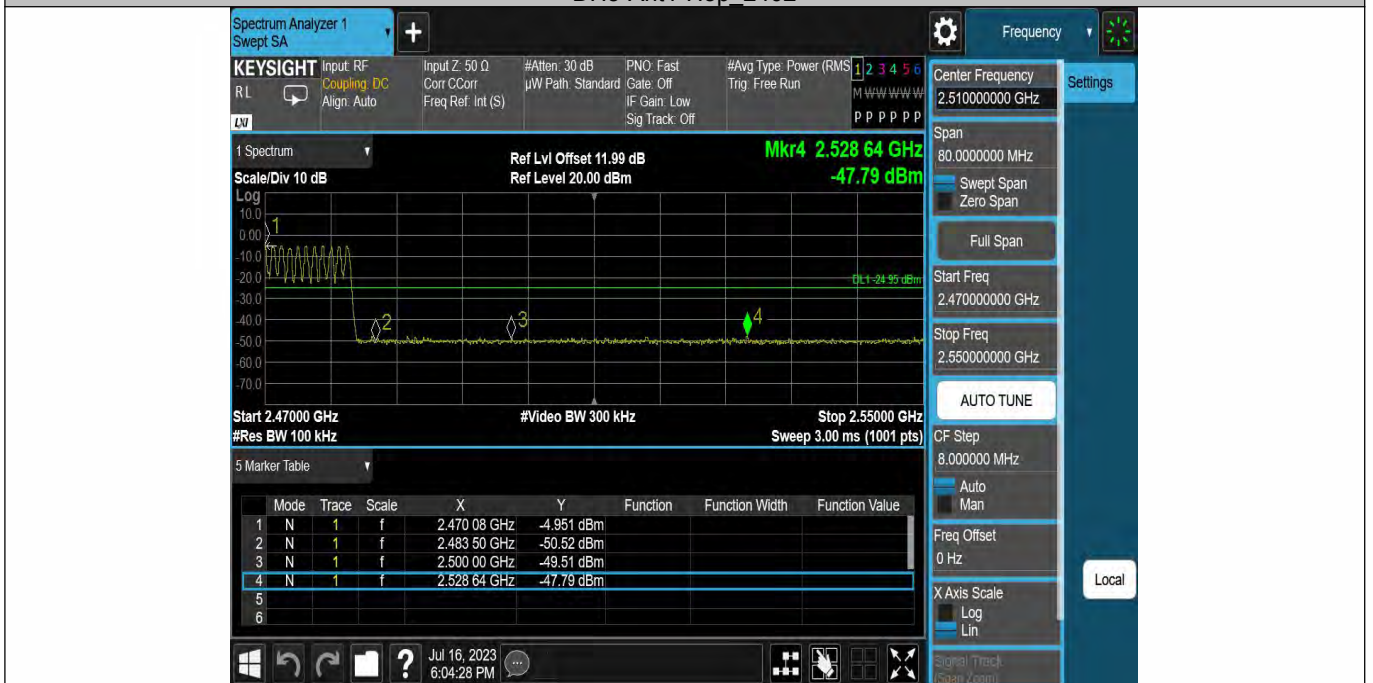 Spectrum Analyzer 1
Swept SA
+
Frequency
KEYSIGHT
RL
LXI
Input: RF
Coupling: DC
Align: Auto
Input Z: 50 Ω
Corr CCorr
Freq Ref: Int (S)
#Atten: 30 dB
µW Path: Standard
PNO: Fast
Gate: Off
IF Gain: Low
Sig Track: Off
#Avg Type: Power (RMS
Trig: Free Run
1 2 3 4 5 6
M W W W W W
P P P P P P
Center Frequency
2.510000000 GHz
Settings
Span
80.0000000 MHz
Swept Span
Zero Span
Full Span
Start Freq
2.470000000 GHz
Stop Freq
2.550000000 GHz
AUTO TUNE
CF Step
8.000000 MHz
Auto
Man
Freq Offset
0 Hz
X Axis Scale
Log
Lin
Signal Track
(Span Zoom)
Local
1 Spectrum
Scale/Div 10 dB
Ref Lvl Offset 11.99 dB
Ref Level 20.00 dBm
Mkr4 2.528 64 GHz
-47.79 dBm
Log
10.0
0.00
-10.0
-20.0
-30.0
-40.0
-50.0
-60.0
-70.0
1
2
3
4
DL1 -24.95 dBm
Start 2.47000 GHz
#Res BW 100 kHz
#Video BW 300 kHz
Stop 2.55000 GHz
Sweep 3.00 ms (1001 pts)
5 Marker Table
Mode Trace Scale X Y Function Function Width Function Value
1 N 1 f 2.470 08 GHz -4.951 dBm
2 N 1 f 2.483 50 GHz -50.52 dBm
3 N 1 f 2.500 00 GHz -49.51 dBm
4 N 1 f 2.528 64 GHz -47.79 dBm
5
6
?
Jul 16, 2023
6:04:28 PM